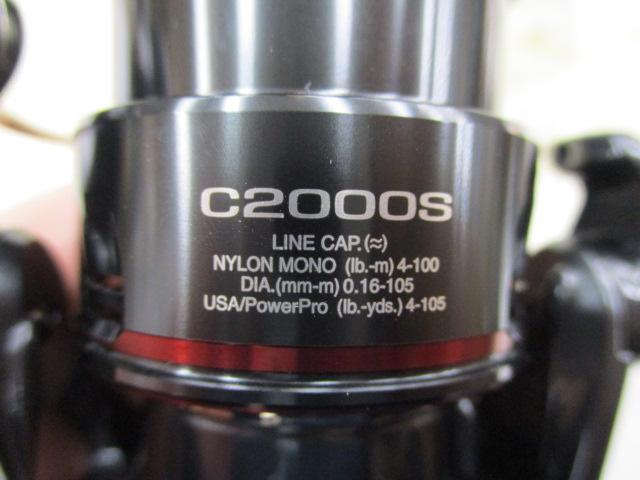 C2000S
LINE CAP.(≈)
NYLON MONO (lb.-m) 4-100
DIA.(mm-m) 0.16-105
USA/PowerPro (lb.-yds.) 4-105